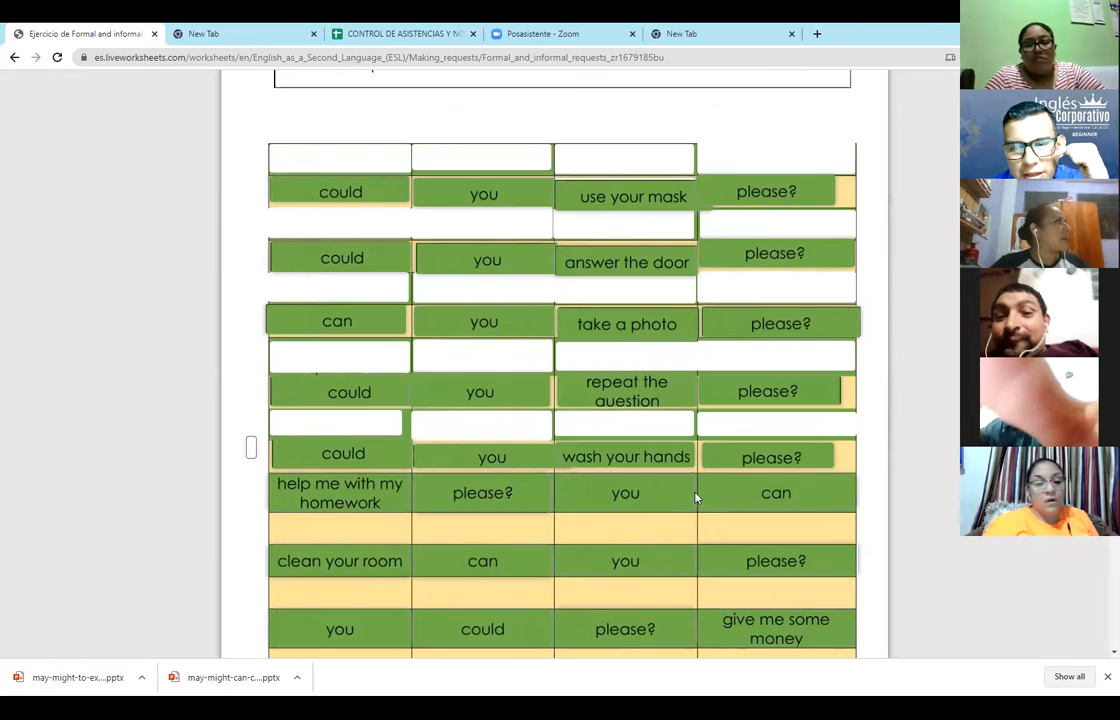 Ejercicio de Formal and informal
New Tab
CONTROL DE ASISTENCIAS Y NO
Posasistente - Zoom
New Tab
es.liveworksheets.com/worksheets/en/English_as_a_Second_Language_(ESL)/Making_requests/Formal_and_informal_requests_zr1679185bu
Inglés
Corporativo
BEGINNER
could you use your mask please?
could you answer the door please?
can you take a photo please?
could you repeat the
question please?
could you wash your hands please?
help me with my
homework please? you can
clean your room can you please?
you could please? give me some
money
may-might-to-ex....pptx
may-might-can-c....pptx
Show all